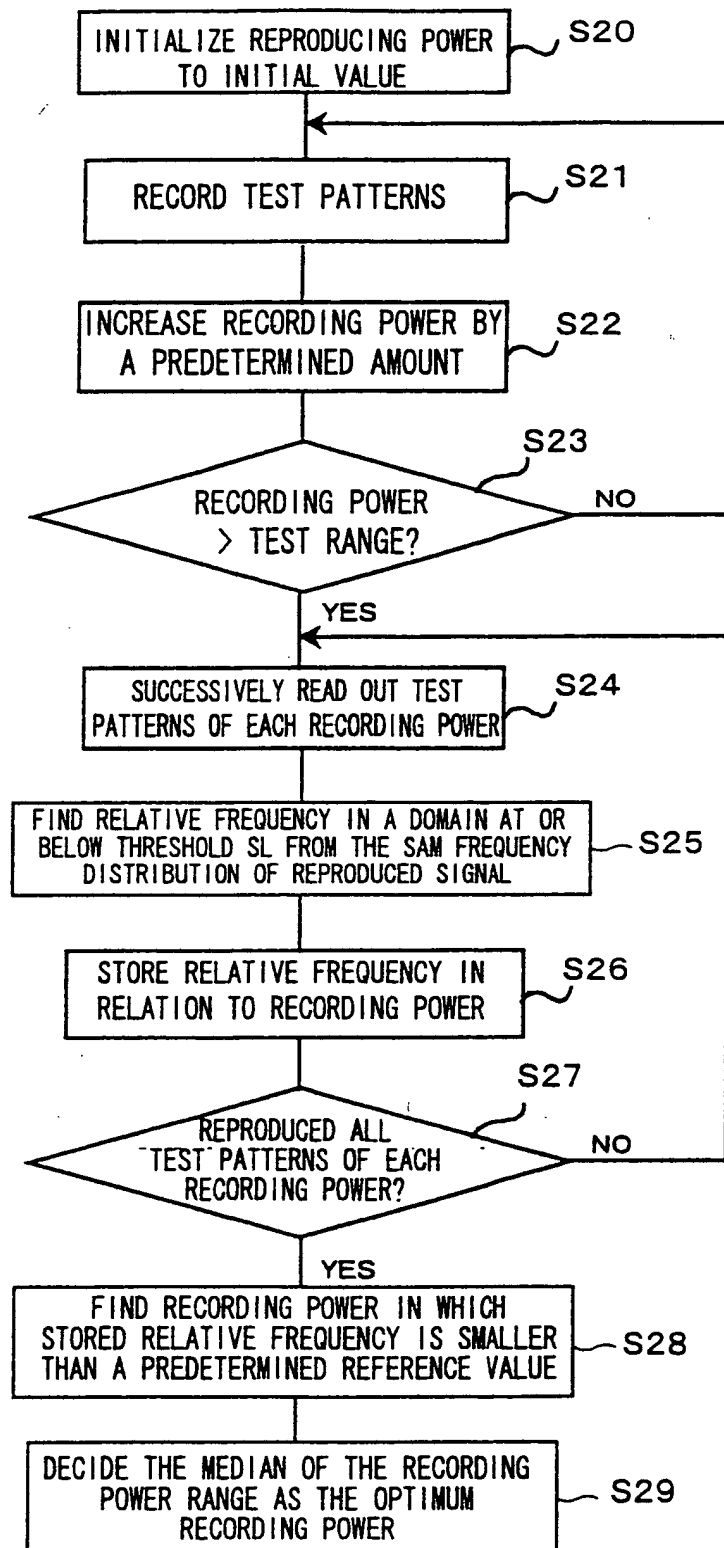 INITIALIZE REPRODUCING POWER
TO INITIAL VALUE
S20
RECORD TEST PATTERNS
S21
INCREASE RECORDING POWER BY
A PREDETERMINED AMOUNT
S22
S23
RECORDING POWER
> TEST RANGE?
NO
YES
SUCCESSIVELY READ OUT TEST
PATTERNS OF EACH RECORDING POWER
S24
FIND RELATIVE FREQUENCY IN A DOMAIN AT OR
BELOW THRESHOLD SL FROM THE SAM FREQUENCY
DISTRIBUTION OF REPRODUCED SIGNAL
S25
STORE RELATIVE FREQUENCY IN
RELATION TO RECORDING POWER
S26
S27
REPRODUCED ALL
TEST PATTERNS OF EACH
RECORDING POWER?
NO
YES
FIND RECORDING POWER IN WHICH
STORED RELATIVE FREQUENCY IS SMALLER
THAN A PREDETERMINED REFERENCE VALUE
S28
DECIDE THE MEDIAN OF THE RECORDING
POWER RANGE AS THE OPTIMUM
RECORDING POWER
S29